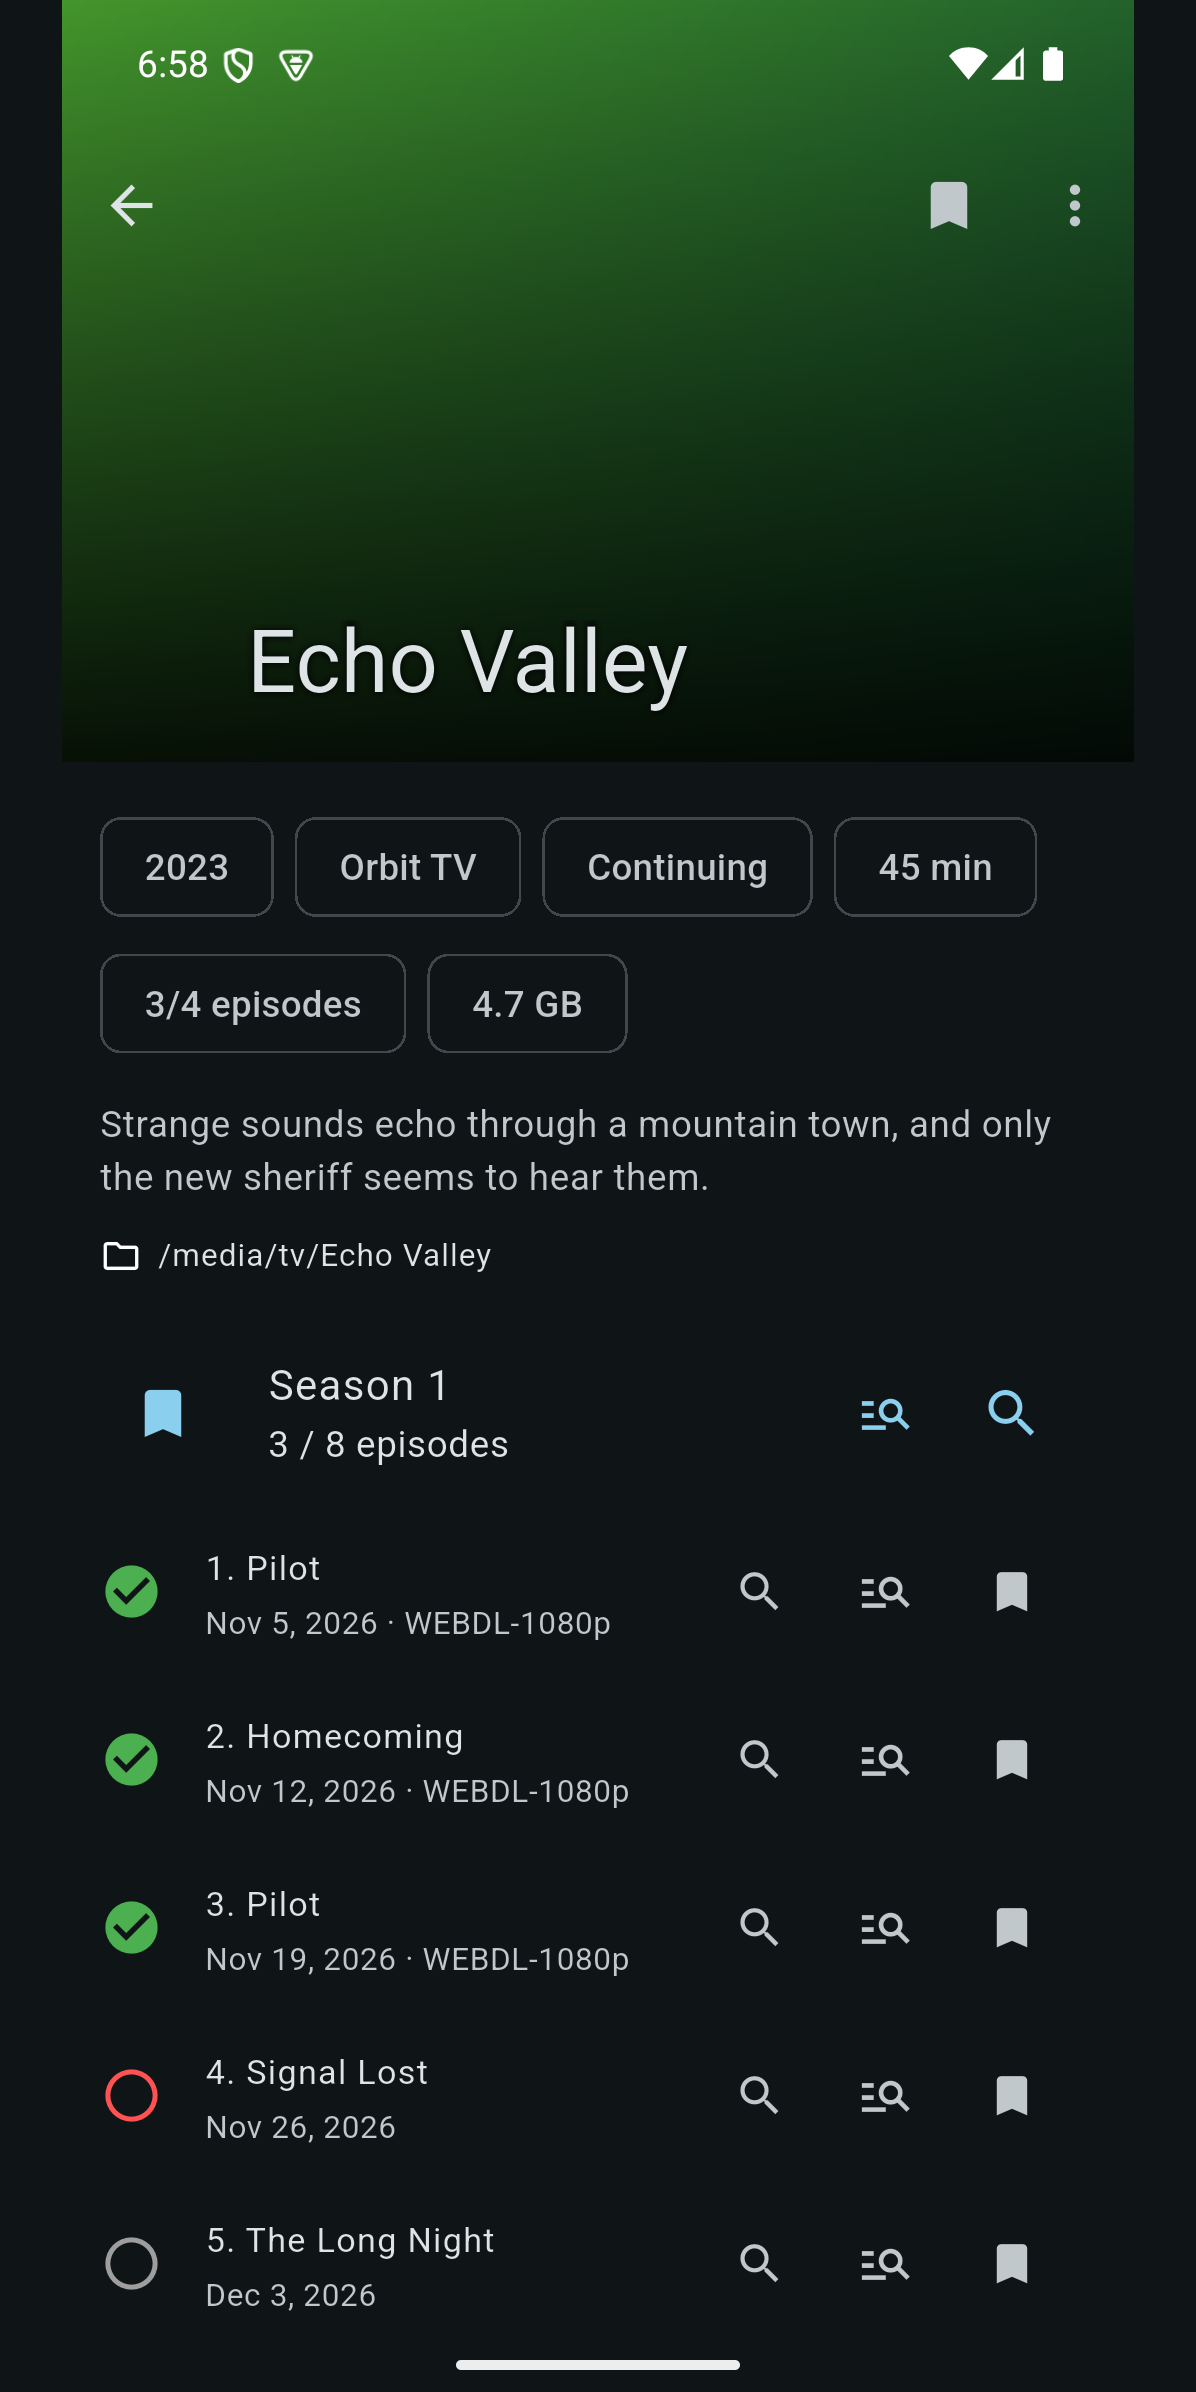 6:58
Echo Valley
2023 Orbit TV Continuing 45 min
3/4 episodes 4.7 GB
Strange sounds echo through a mountain town, and only
the new sheriff seems to hear them.
/media/tv/Echo Valley
Season 1
3 / 8 episodes
1. Pilot
Nov 5, 2026 · WEBDL-1080p
2. Homecoming
Nov 12, 2026 · WEBDL-1080p
3. Pilot
Nov 19, 2026 · WEBDL-1080p
4. Signal Lost
Nov 26, 2026
5. The Long Night
Dec 3, 2026